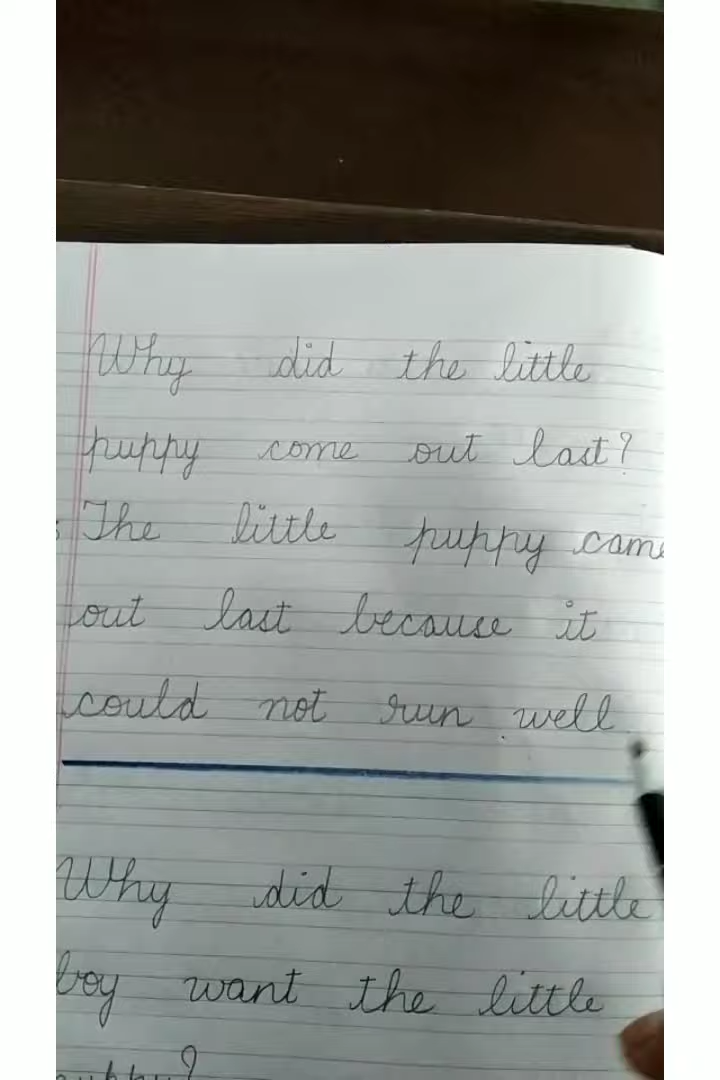 Why did the little
puppy come out last?
The little puppy came
out last because it
could not run well.
Why did the little
boy want the little
puppy?